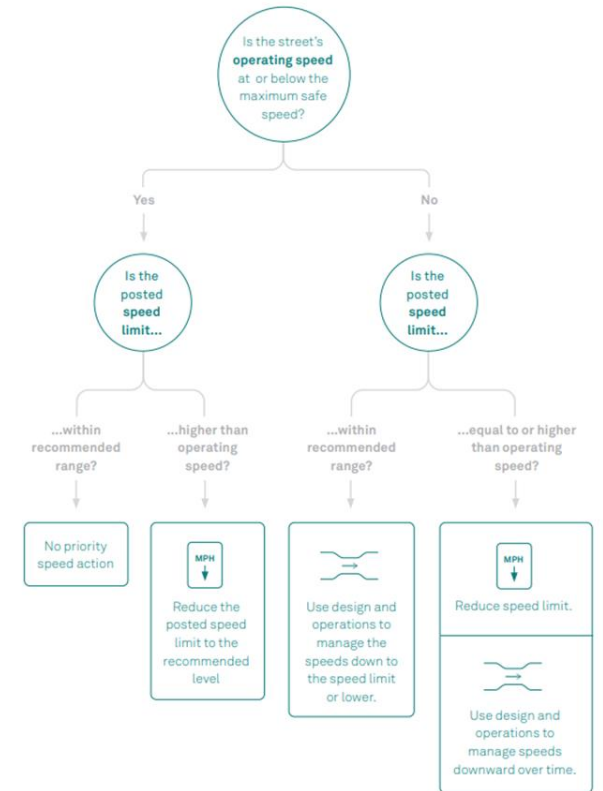 Is the street's
operating speed
at or below the
maximum safe
speed?
Yes
No
Is the
posted
speed
limit...
Is the
posted
speed
limit...
...within
recommended
range?
...higher than
operating
speed?
...within
recommended
range?
...equal to or higher
than operating
speed?
No priority
speed action
MPH
Reduce the
posted speed
limit to the
recommended
level
Use design and
operations to
manage the
speeds down to
the speed limit
or lower.
MPH
Reduce speed limit.
Use design and
operations to
manage speeds
downward over time.